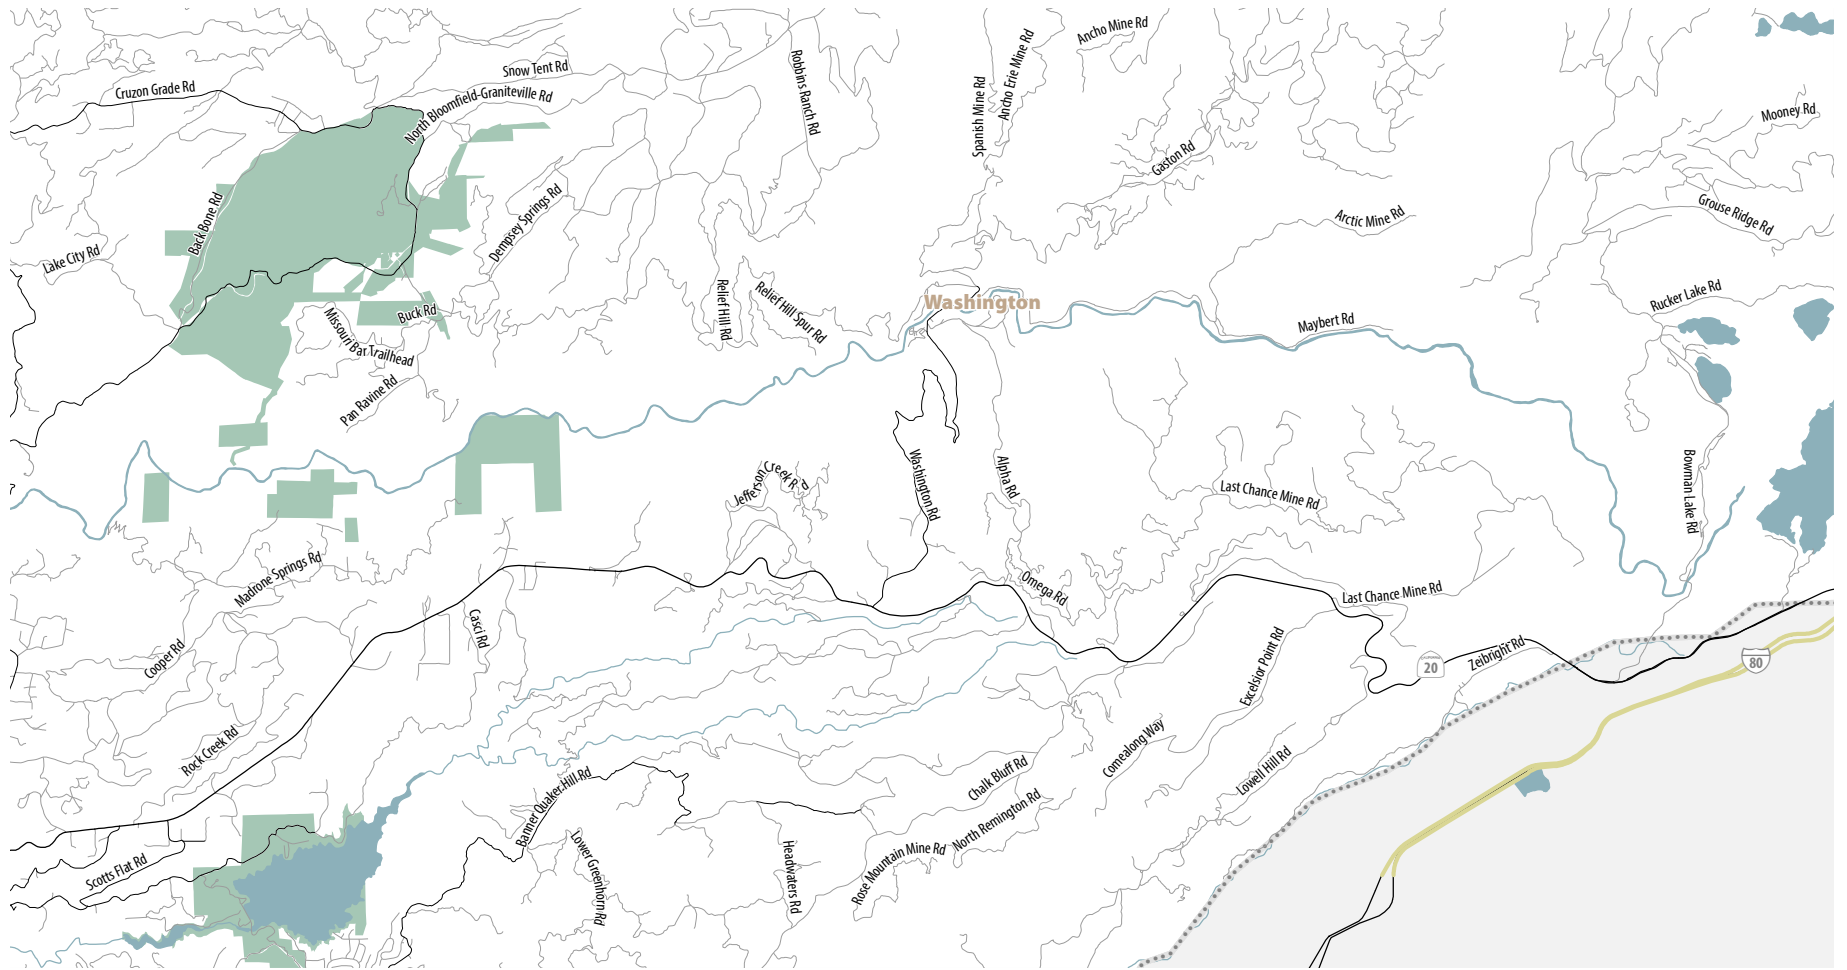 Ancho Mine Rd
Snow Tent Rd
Robbins Ranch Rd
Spanish Mine Rd
Ancho Erie Mine Rd
Cruzon Grade Rd
North Bloomfield-Graniteville Rd
Mooney Rd
Gaston Rd
Back Bone Rd
Dempsey Springs Rd
Arctic Mine Rd
Grouse Ridge Rd
Lake City Rd
Relief Hill Rd
Relief Hill Spur Rd
Washington
Rucker Lake Rd
Buck Rd
Maybert Rd
Missouri Bar Trailhead
Pan Ravine Rd
Washington Rd
Alpha Rd
Jefferson Creek Rd
Last Chance Mine Rd
Bowman Lake Rd
Madrone Springs Rd
Omega Rd
Last Chance Mine Rd
Casci Rd
Cooper Rd
Excelsior Point Rd
20
Zeibright Rd
80
Rock Creek Rd
Comealong Way
Lowell Hill Rd
Chalk Bluff Rd
Banner Quaker Hill Rd
North Remington Rd
Lower Greenhorn Rd
Headwaters Rd
Rose Mountain Mine Rd
Scotts Flat Rd